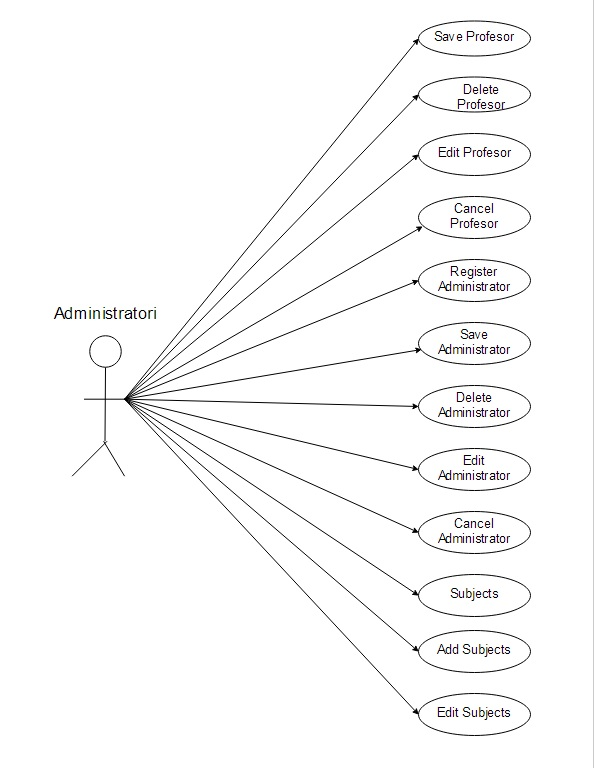 Save Profesor
Delete
Profesor
Edit Profesor
Cancel
Profesor
Register
Administrator
Administratori
Save
Administrator
Delete
Administrator
Edit
Administrator
Cancel
Administrator
Subjects
Add Subjects
Edit Subjects